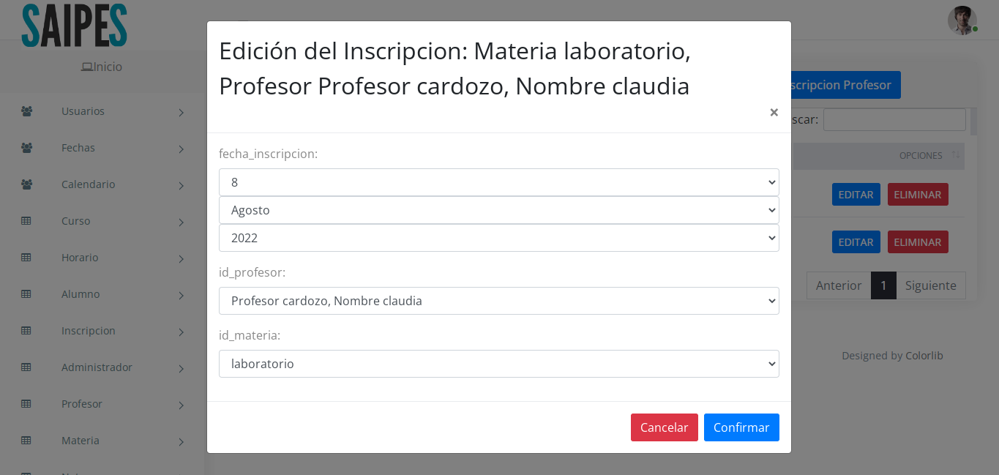 SAIPES
Inicio
Usuarios
Fechas
Calendario
Curso
Horario
Alumno
Inscripcion
Administrador
Profesor
Materia
Edición del Inscripcion: Materia laboratorio,
Profesor Profesor cardozo, Nombre claudia
×
fecha_inscripcion:
8
Agosto
2022
id_profesor:
Profesor cardozo, Nombre claudia
id_materia:
laboratorio
Cancelar Confirmar
scripcion Profesor
scar:
OPCIONES
EDITAR ELIMINAR
EDITAR ELIMINAR
Anterior 1 Siguiente
Designed by Colorlib